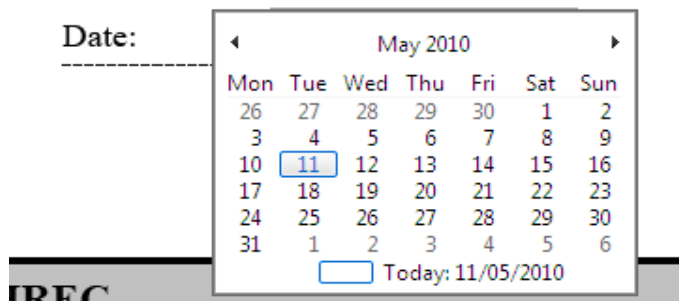 Date:
May 2010
Mon Tue Wed Thu Fri Sat Sun
26 27 28 29 30 1 2
3 4 5 6 7 8 9
10 11 12 13 14 15 16
17 18 19 20 21 22 23
24 25 26 27 28 29 30
31 1 2 3 4 5 6
Today: 11/05/2010